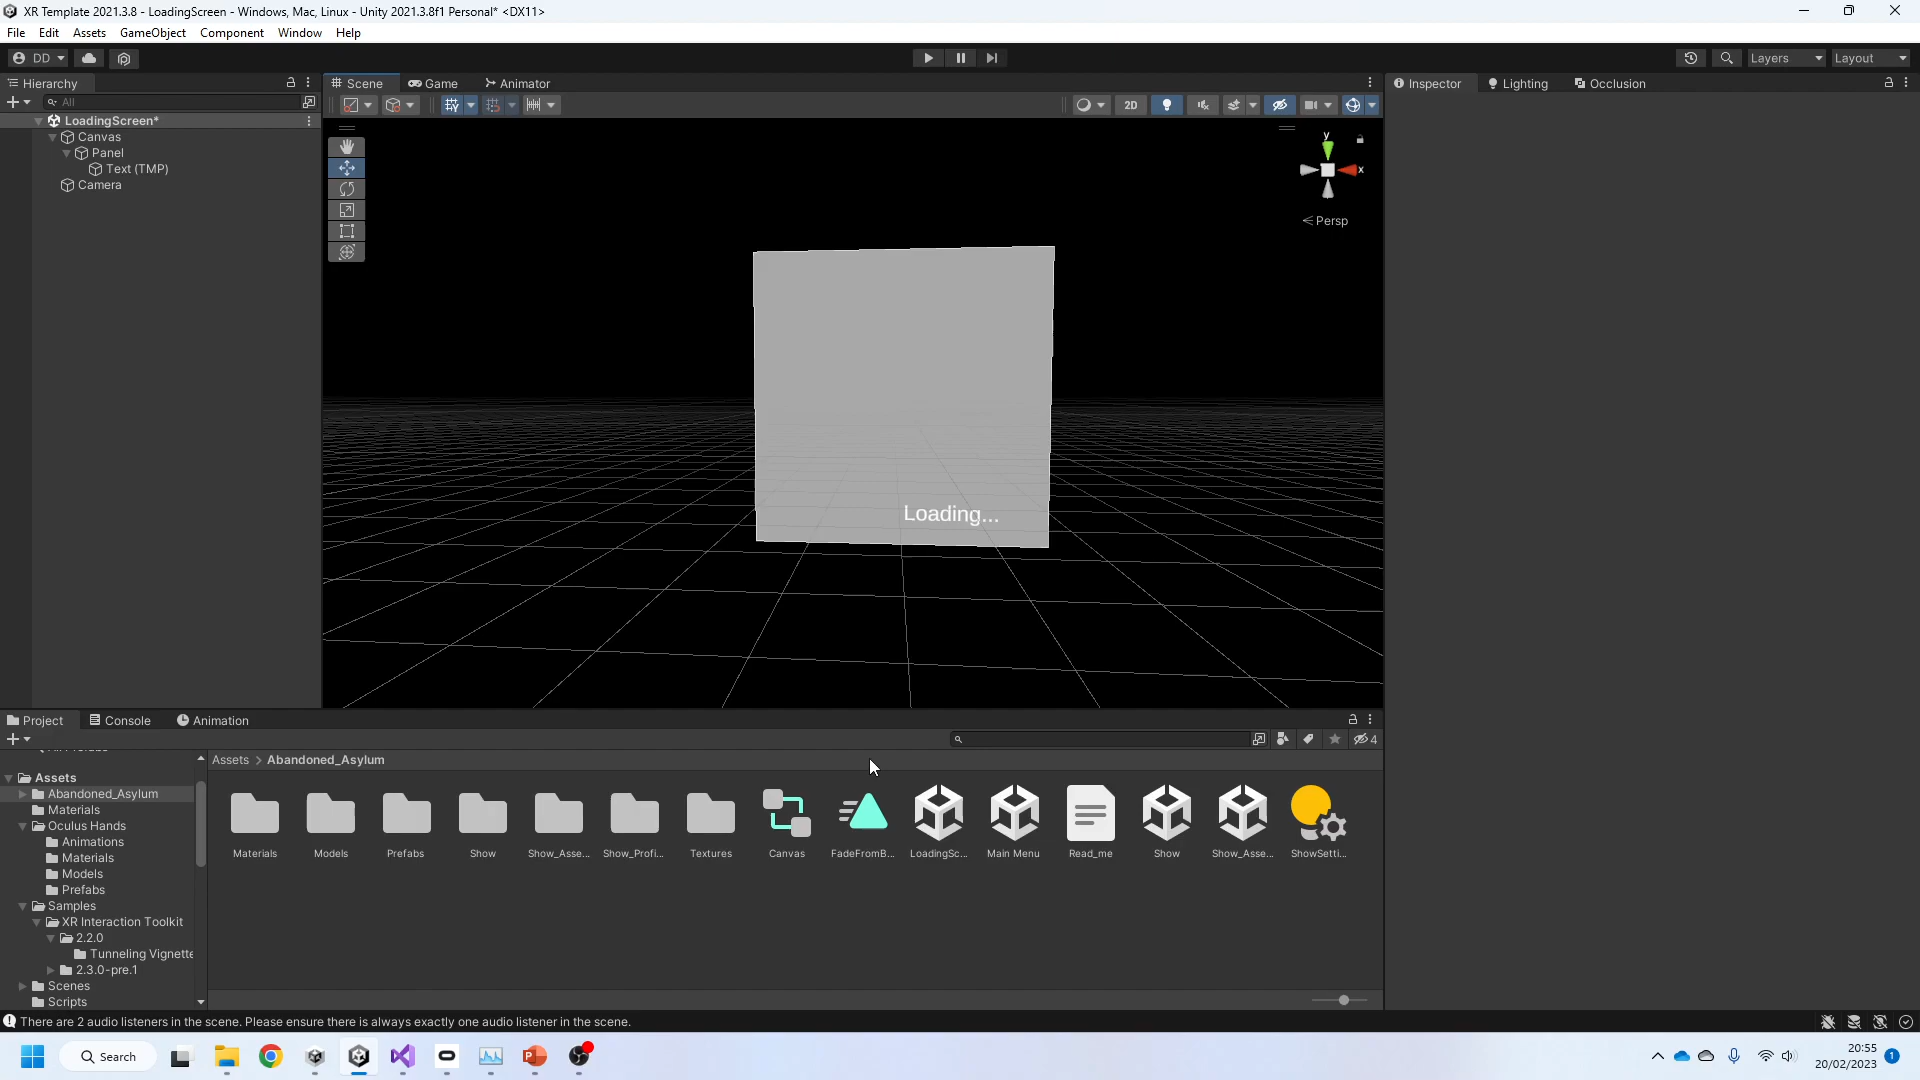 XR Template 2021.3.8 - LoadingScreen - Windows, Mac, Linux - Unity 2021.3.8f1 Personal* <DX11>
File Edit Assets GameObject Component Window Help
DD Layers Layout
Hierarchy Scene Game Animator Inspector Lighting Occlusion
All 2D
LoadingScreen*
Canvas
Panel
Text (TMP)
Camera
y
x
Persp
Loading...
Project Console Animation
4
Assets > Abandoned_Asylum
Assets
Abandoned_Asylum
Materials
Oculus Hands
Animations
Materials
Models
Prefabs
Samples
XR Interaction Toolkit
2.2.0
Tunneling Vignette
2.3.0-pre.1
Scenes
Scripts
Materials Models Prefabs Show Show_Asse... Show_Profi... Textures Canvas FadeFromB... LoadingSc... Main Menu Read_me Show Show_Asse... ShowSetti...
There are 2 audio listeners in the scene. Please ensure there is always exactly one audio listener in the scene.
Search
20:55
20/02/2023
1